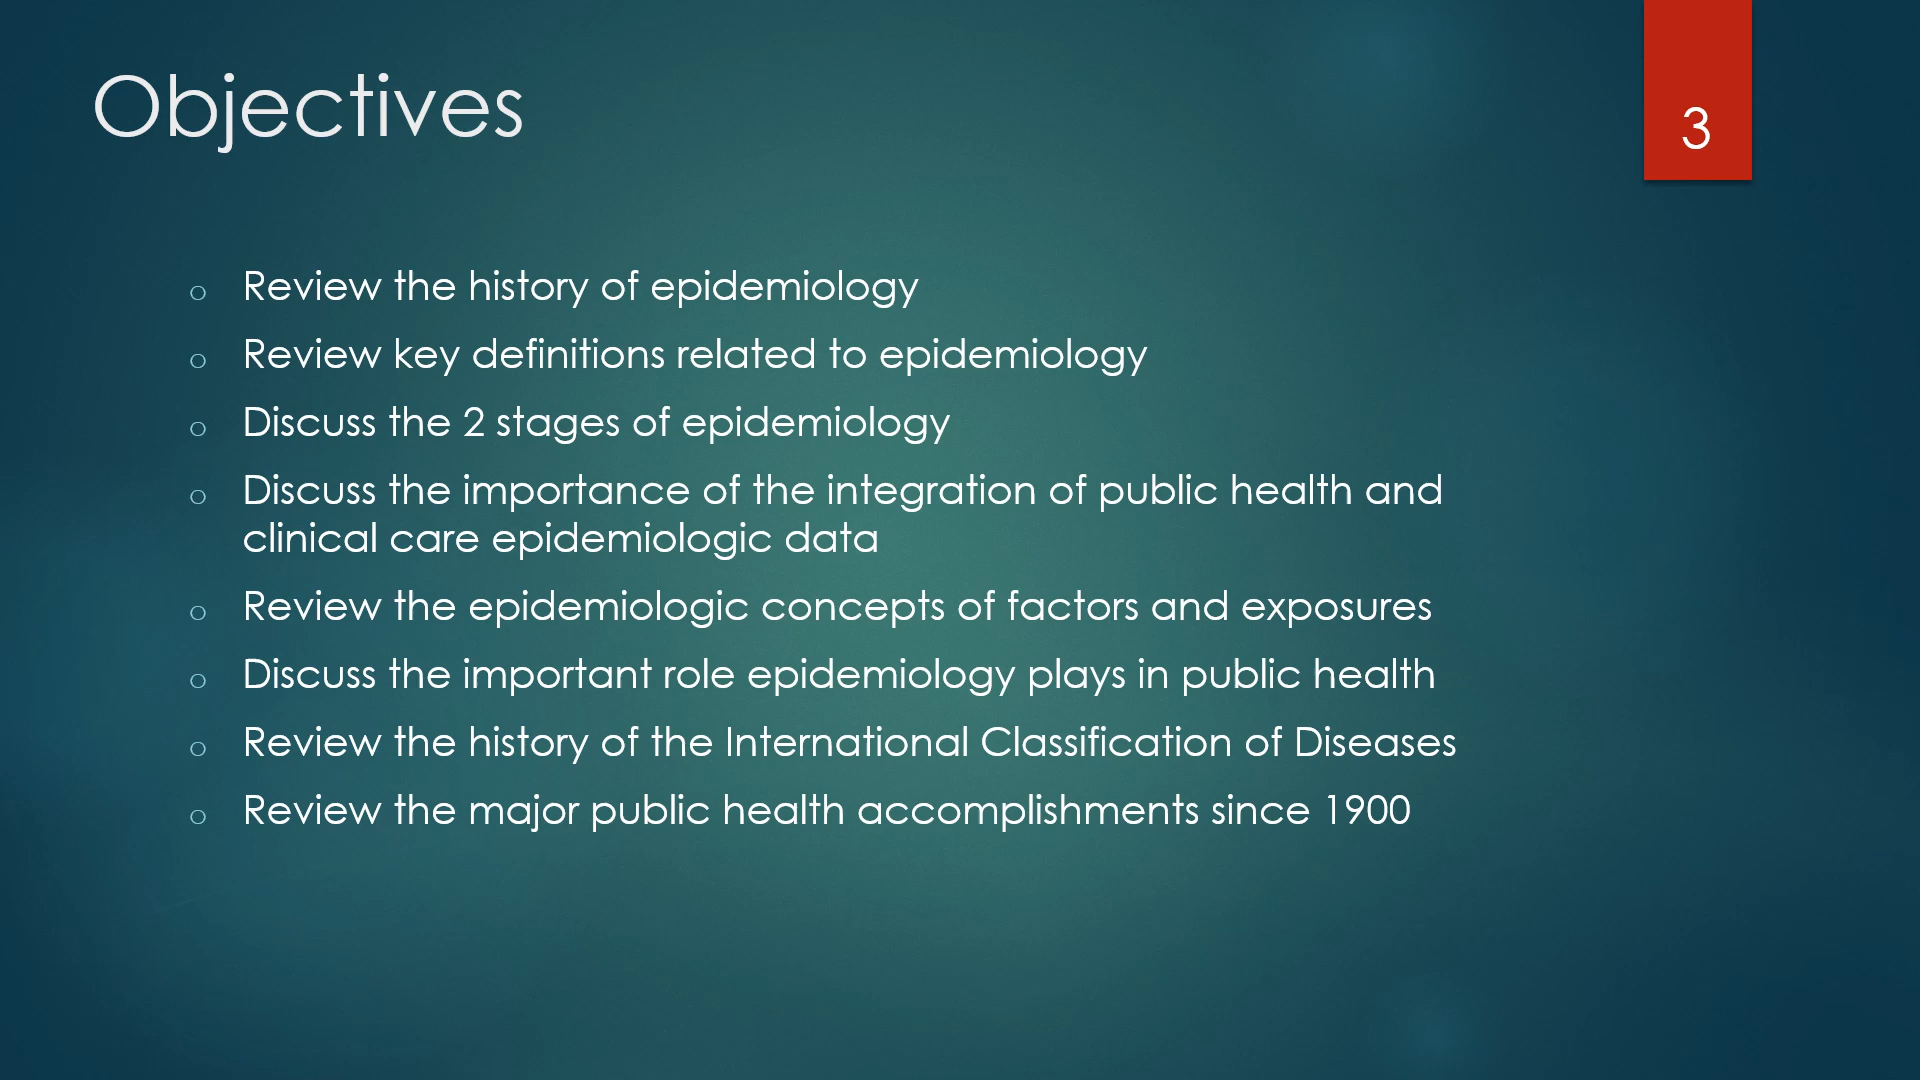 Objectives
3
o Review the history of epidemiology
o Review key definitions related to epidemiology
o Discuss the 2 stages of epidemiology
o Discuss the importance of the integration of public health and
clinical care epidemiologic data
o Review the epidemiologic concepts of factors and exposures
o Discuss the important role epidemiology plays in public health
o Review the history of the International Classification of Diseases
o Review the major public health accomplishments since 1900